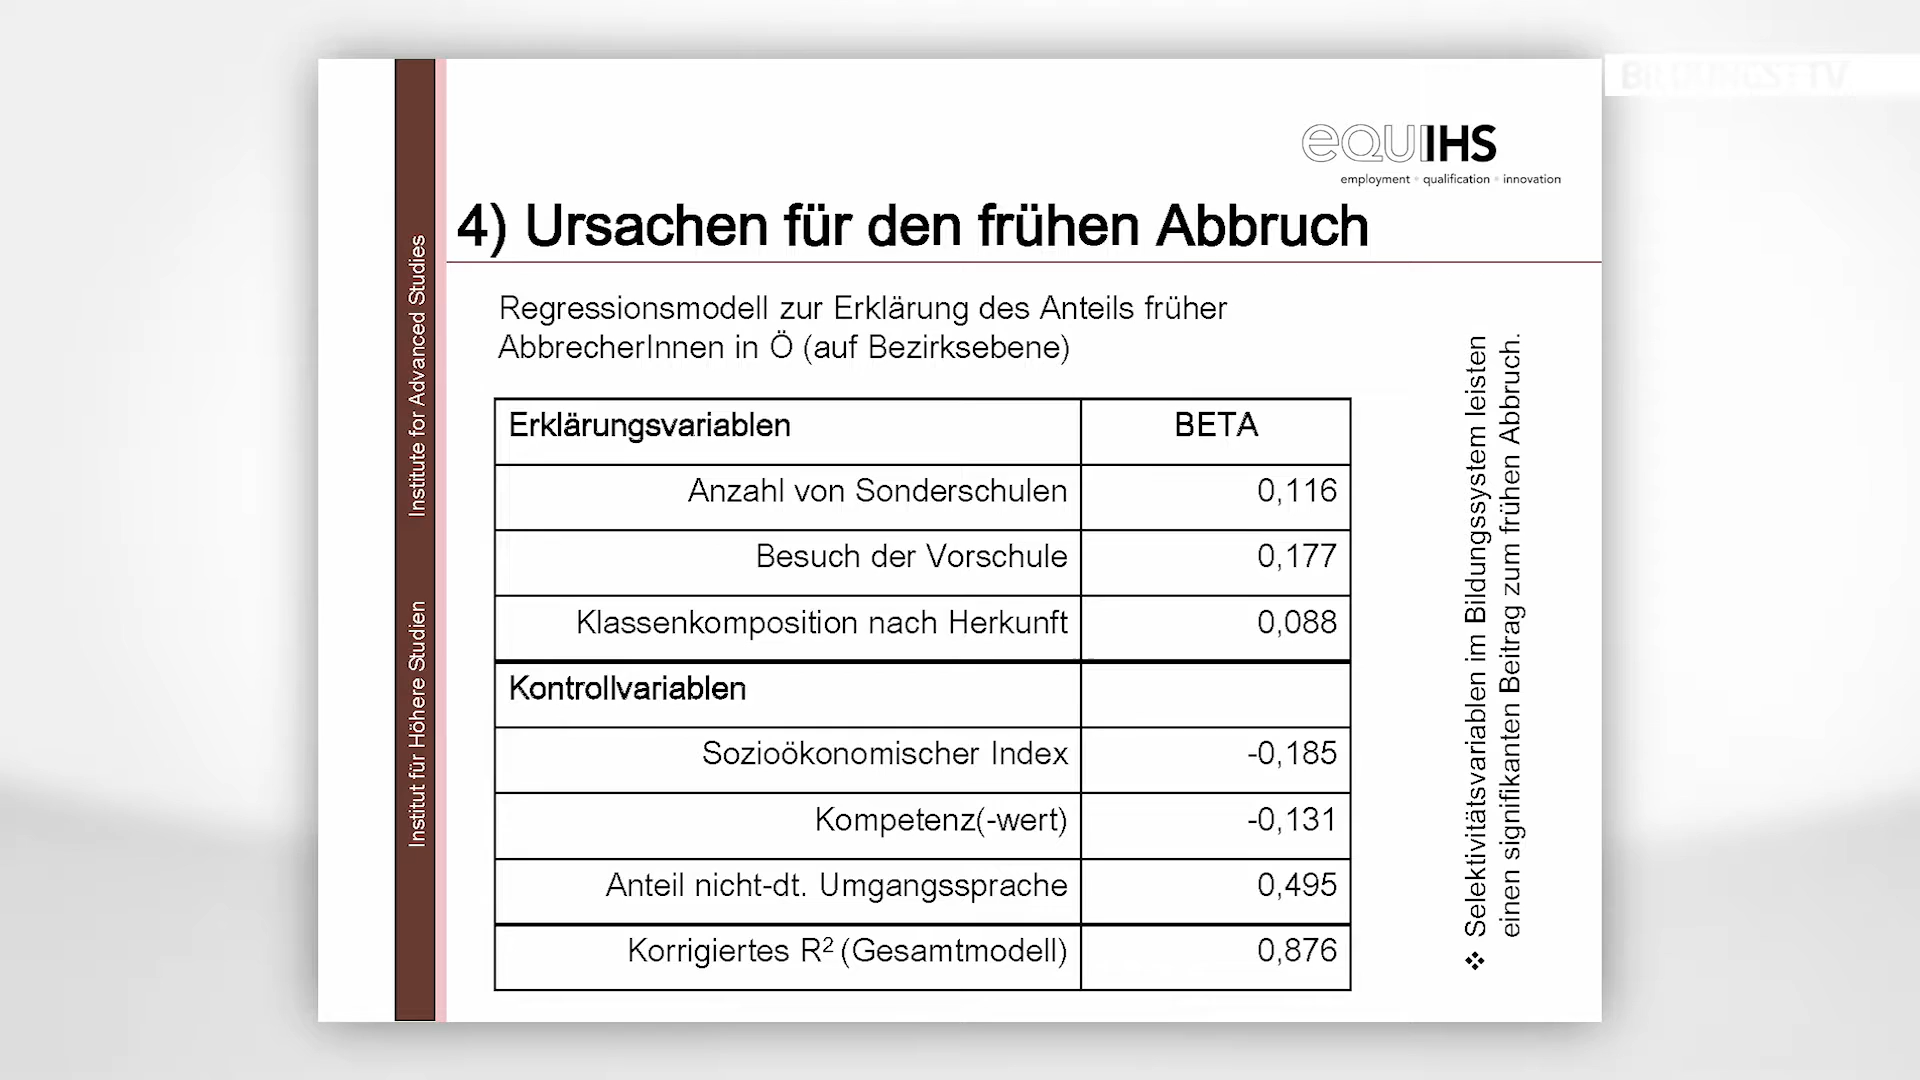 BILDUNGSTV
equiIHS
employment • qualification • innovation
4) Ursachen für den frühen Abbruch
Regressionsmodell zur Erklärung des Anteils früher
AbbrecherInnen in Ö (auf Bezirksebene)
Erklärungsvariablen BETA
Anzahl von Sonderschulen 0,116
Besuch der Vorschule 0,177
Klassenkomposition nach Herkunft 0,088
Kontrollvariablen
Sozioökonomischer Index -0,185
Kompetenz(-wert) -0,131
Anteil nicht-dt. Umgangssprache 0,495
Korrigiertes R² (Gesamtmodell) 0,876
❖ Selektivitätsvariablen im Bildungssystem leisten
einen signifikanten Beitrag zum frühen Abbruch.
Institut für Höhere Studien Institute for Advanced Studies